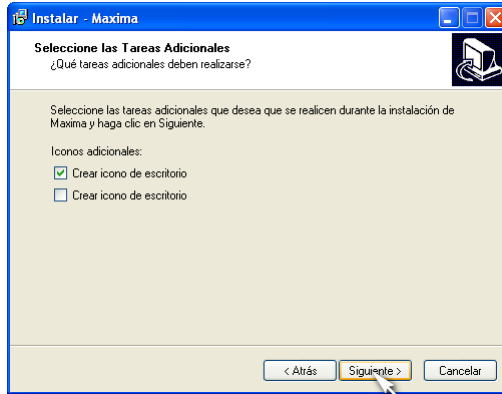 Instalar - Maxima
Seleccione las Tareas Adicionales
¿Qué tareas adicionales deben realizarse?
Seleccione las tareas adicionales que desea que se realicen durante la instalación de
Maxima y haga clic en Siguiente.
Iconos adicionales:
Crear icono de escritorio
Crear icono de escritorio
< Atrás Siguiente > Cancelar